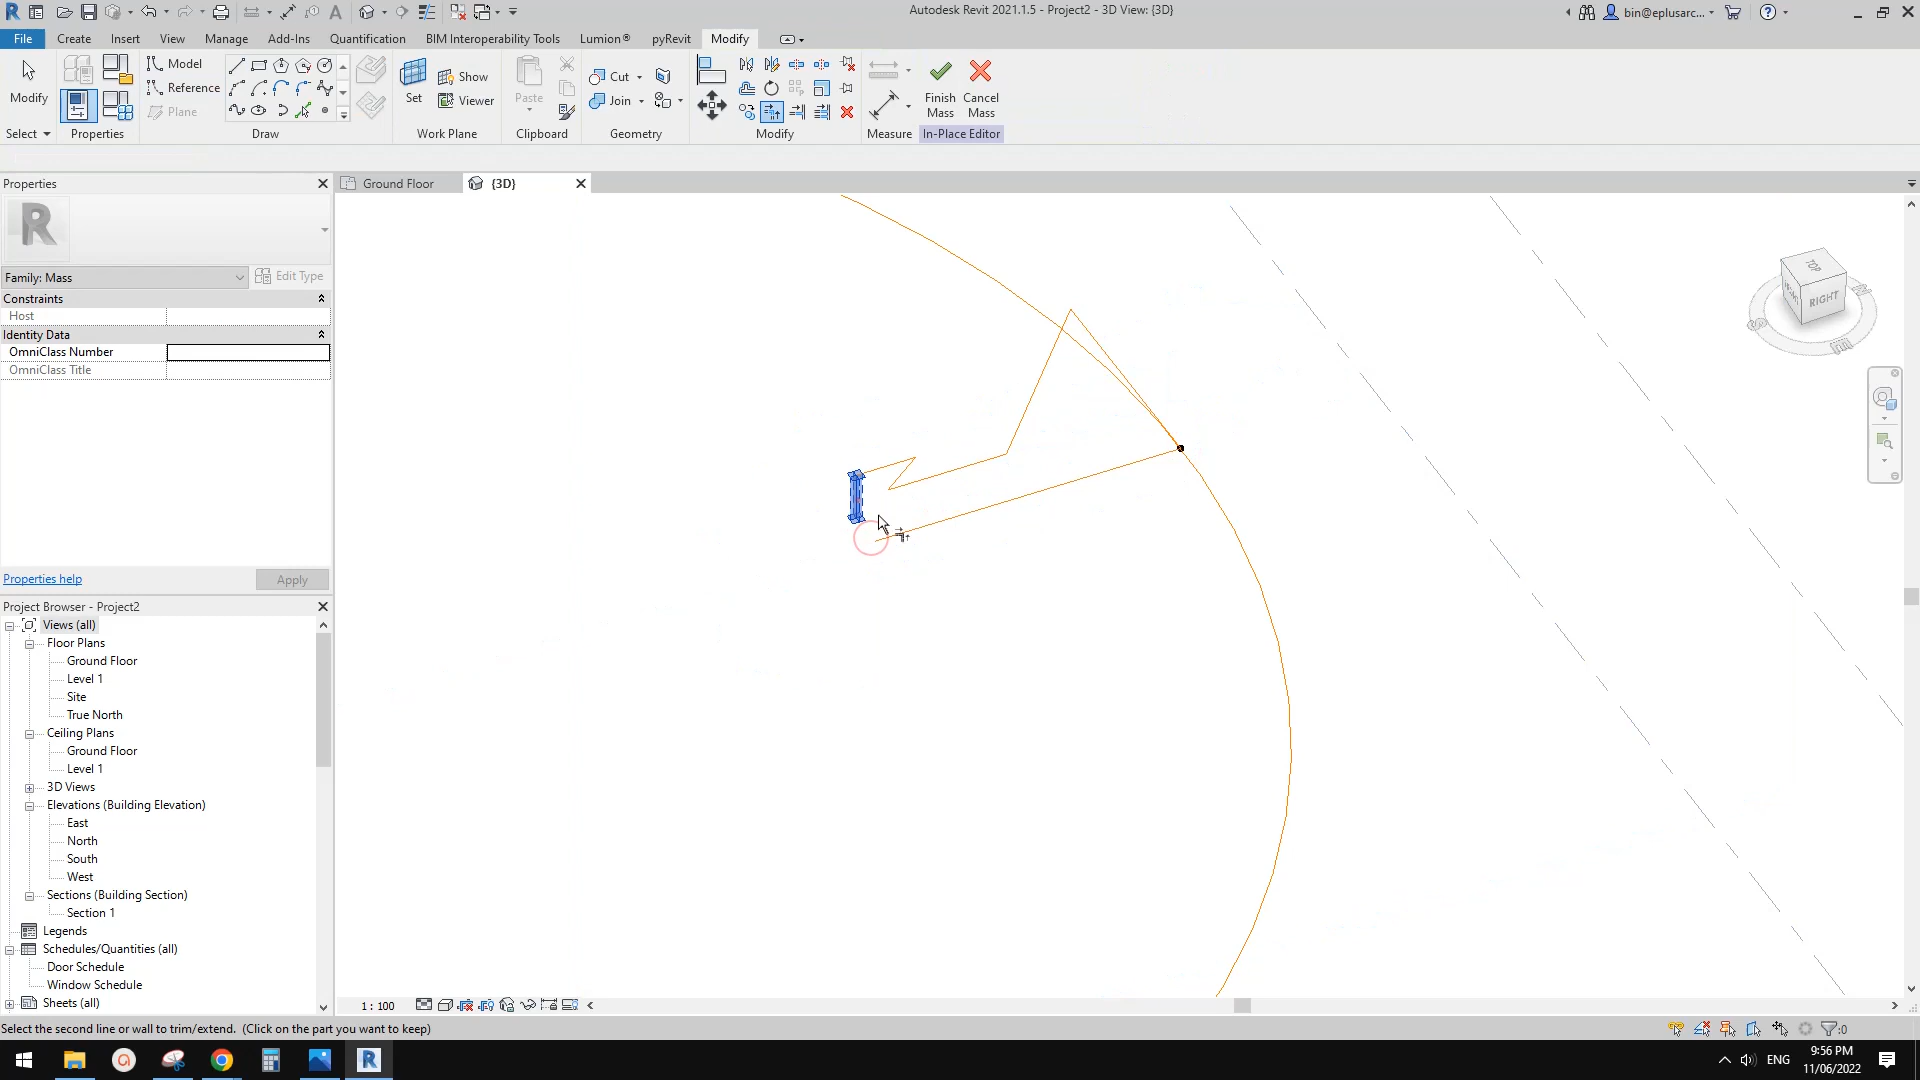 Autodesk Revit 2021.1.5 - Project2 - 3D View: {3D}
bin@eplusarc...
File Create Insert View Manage Add-Ins Quantification BIM Interoperability Tools Lumion® pyRevit Modify
Modify
Select
Properties
Model
Reference
Plane
Draw
Set
Show
Viewer
Work Plane
Paste
Clipboard
Cut
Join
Geometry
Modify
Measure
Finish Mass
Cancel Mass
In-Place Editor
Properties
Ground Floor
{3D}
Family: Mass
Edit Type
Constraints
Host
Identity Data
OmniClass Number
OmniClass Title
Properties help
Apply
TOP
RIGHT
Project Browser - Project2
Views (all)
Floor Plans
Ground Floor
Level 1
Site
True North
Ceiling Plans
Ground Floor
Level 1
3D Views
Elevations (Building Elevation)
East
North
South
West
Sections (Building Section)
Section 1
Legends
Schedules/Quantities (all)
Door Schedule
Window Schedule
Sheets (all)
1 : 100
Select the second line or wall to trim/extend. (Click on the part you want to keep)
:0
ENG
9:56 PM
11/06/2022